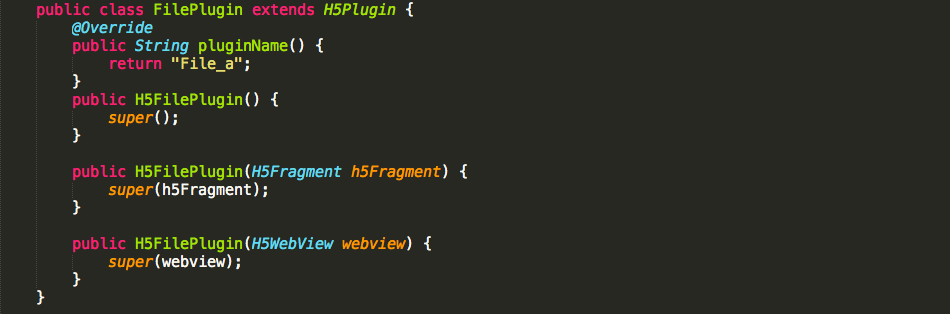 public class FilePlugin extends H5Plugin {
@Override
public String pluginName() {
return "File_a";
}
public H5FilePlugin() {
super();
}
public H5FilePlugin(H5Fragment h5Fragment) {
super(h5Fragment);
}
public H5FilePlugin(H5WebView webview) {
super(webview);
}
}